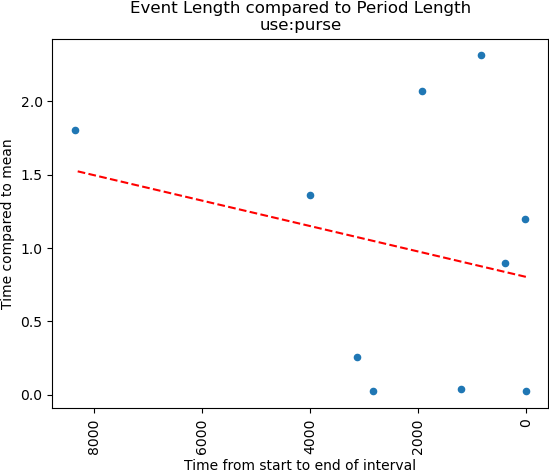 Event Length compared to Period Length
use:purse
Time compared to mean
2.0
1.5
1.0
0.5
0.0
8000
6000
4000
2000
0
Time from start to end of interval